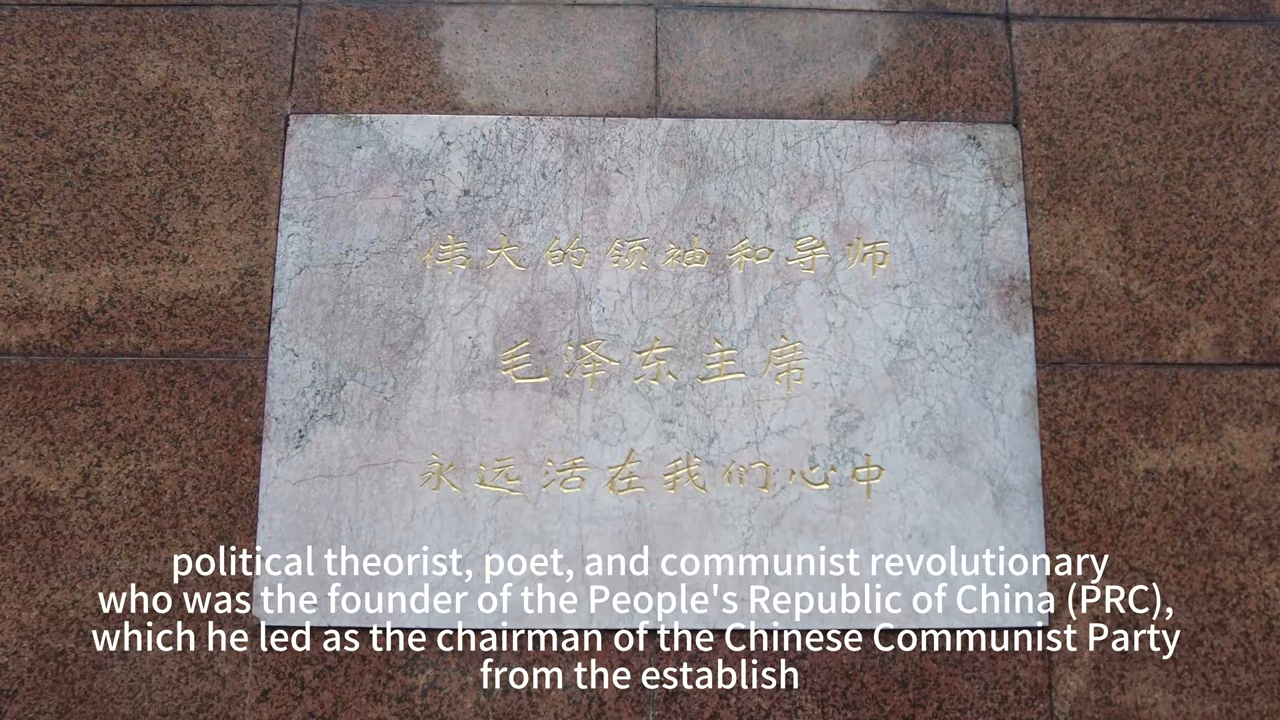 伟大的领袖和导师
毛泽东主席
永远活在我们心中
political theorist, poet, and communist revolutionary
who was the founder of the People's Republic of China (PRC),
which he led as the chairman of the Chinese Communist Party
from the establish